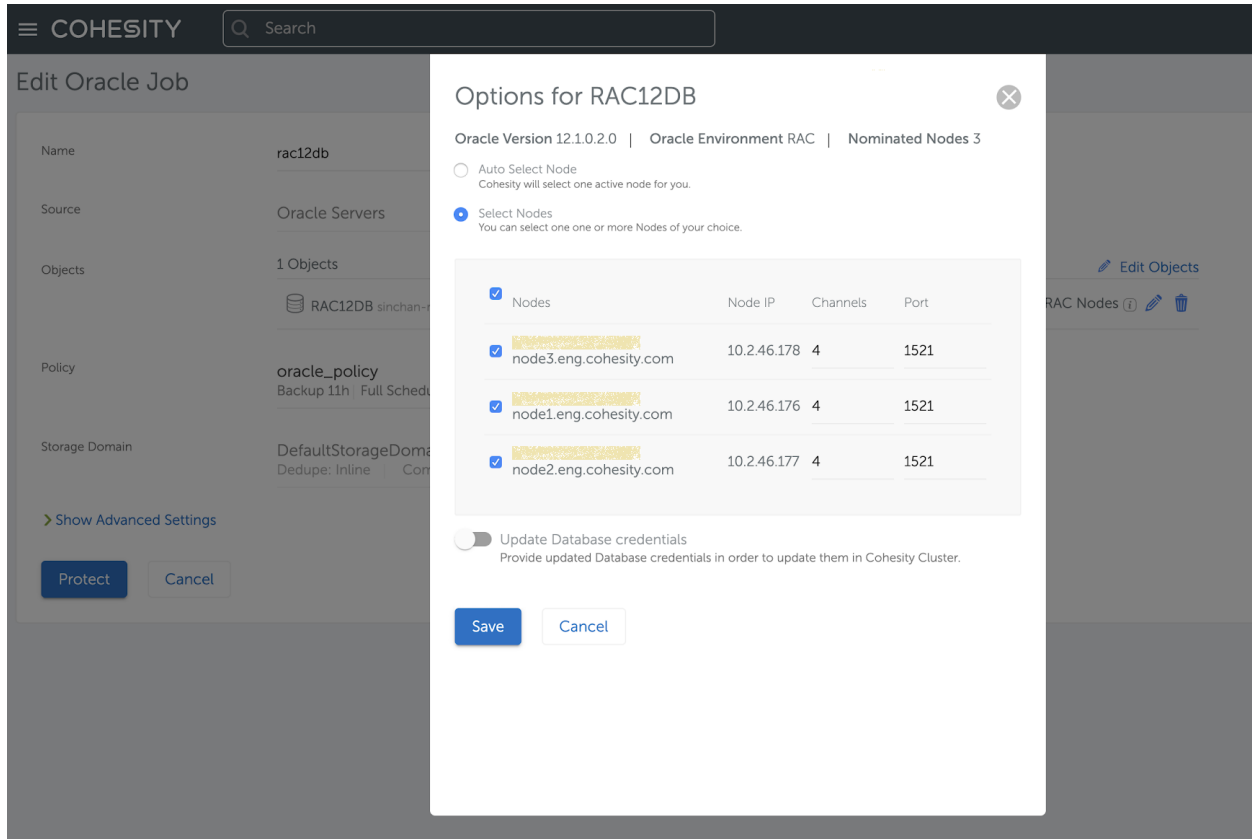 COHESITY
Search
Edit Oracle Job
Name
rac12db
Source
Oracle Servers
Objects
1 Objects
Edit Objects
RAC12DB sinchan-r
RAC Nodes
Policy
oracle_policy
Backup 11h Full Schedu
Storage Domain
DefaultStorageDoma
Dedupe: Inline Com
Show Advanced Settings
Protect Cancel
Options for RAC12DB
Oracle Version 12.1.0.2.0 | Oracle Environment RAC | Nominated Nodes 3
Auto Select Node
Cohesity will select one active node for you.
Select Nodes
You can select one one or more Nodes of your choice.
Nodes Node IP Channels Port
node3.eng.cohesity.com 10.2.46.178 4 1521
node1.eng.cohesity.com 10.2.46.176 4 1521
node2.eng.cohesity.com 10.2.46.177 4 1521
Update Database credentials
Provide updated Database credentials in order to update them in Cohesity Cluster.
Save Cancel